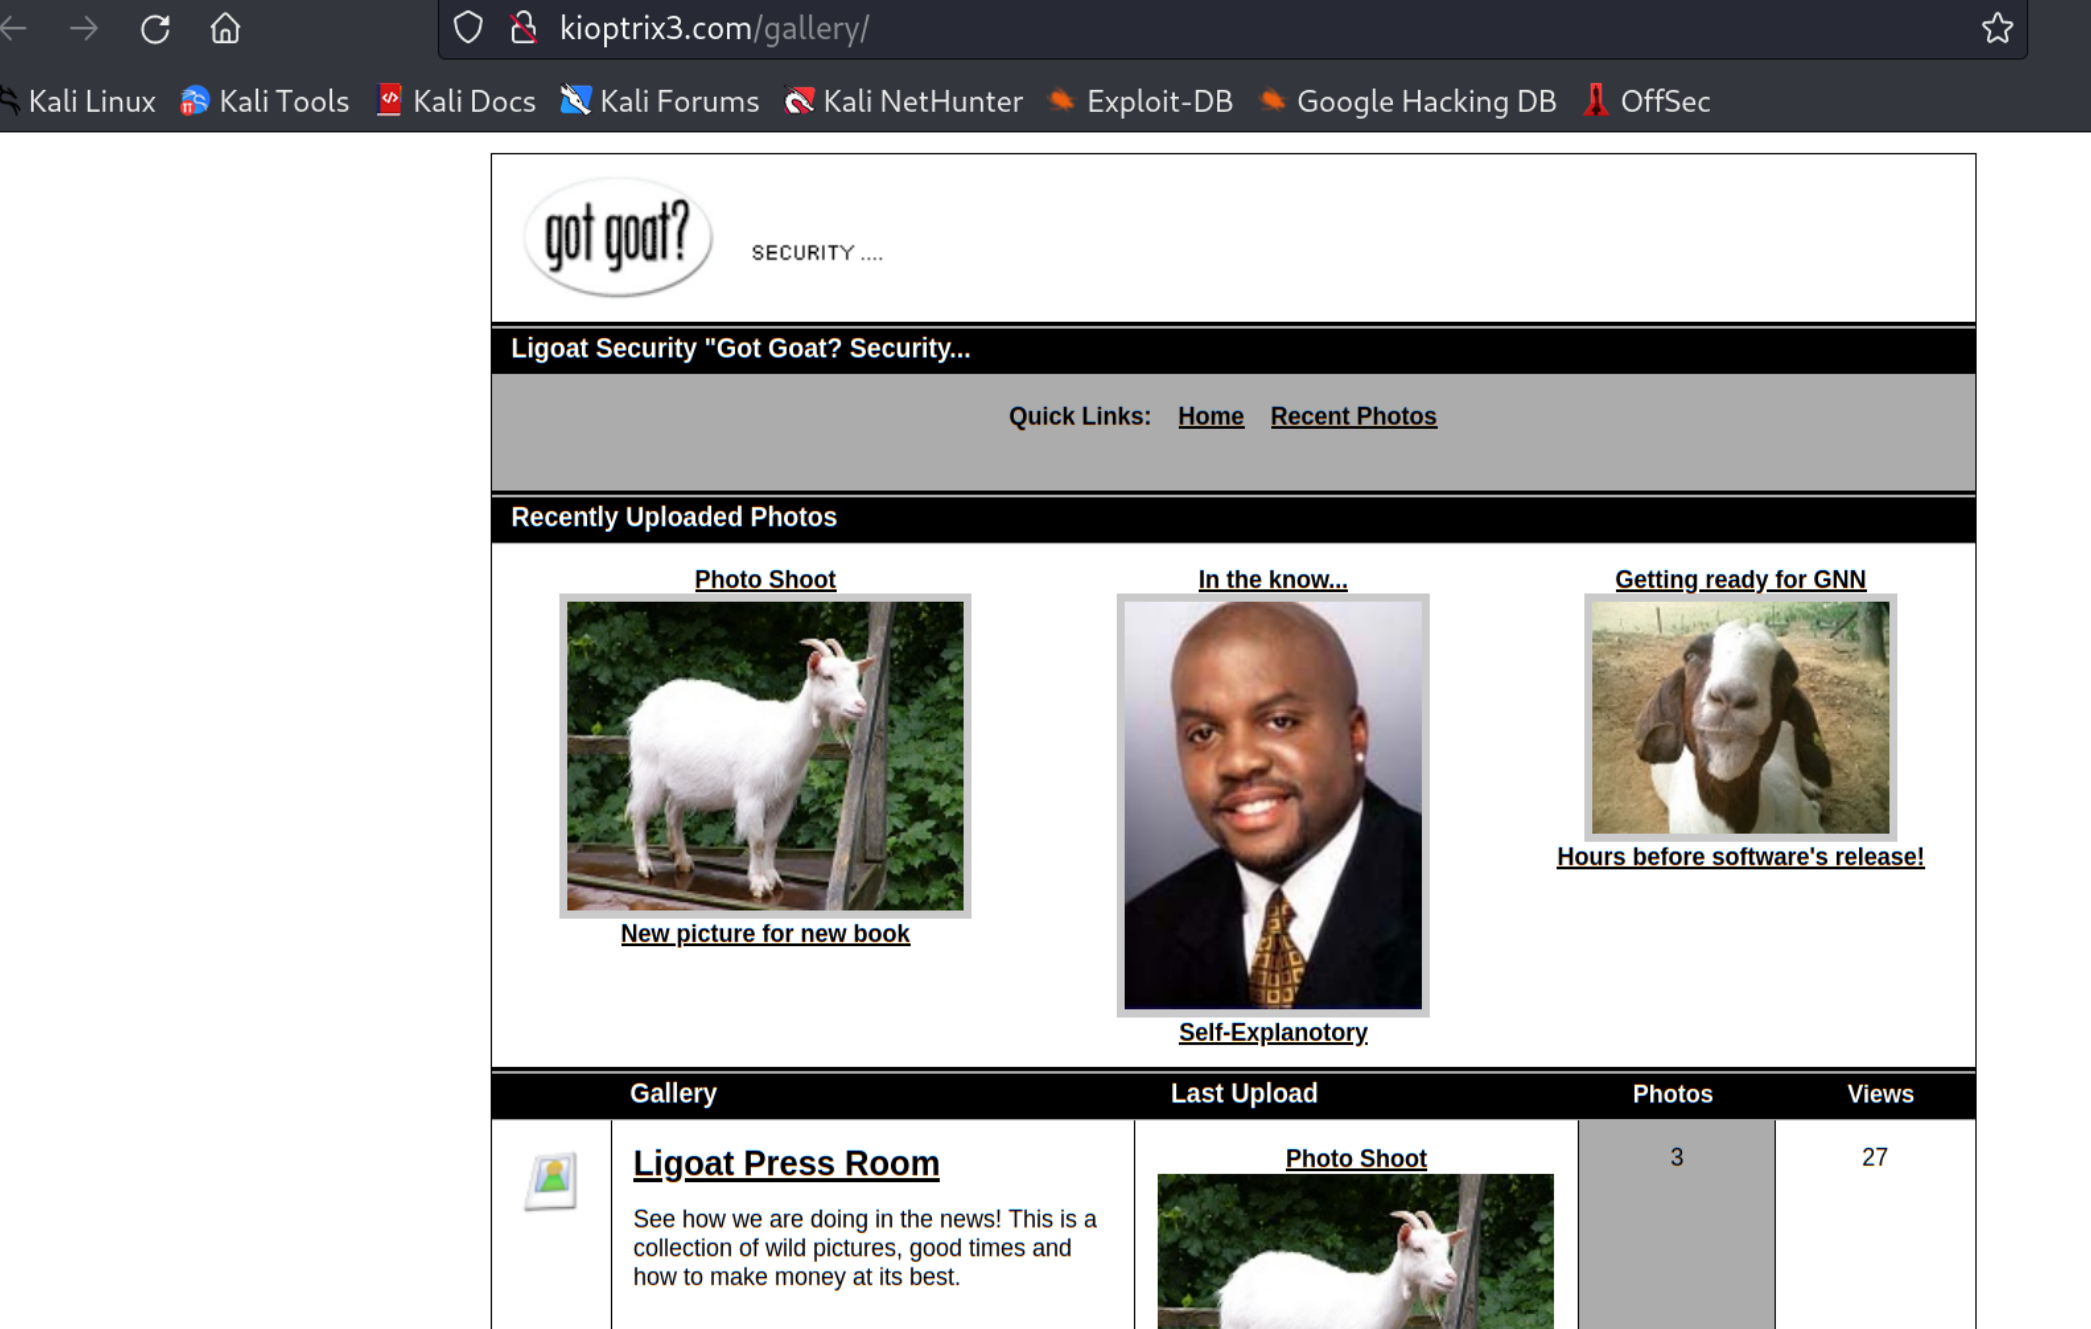 kioptrix3.com/gallery/
Kali Linux Kali Tools Kali Docs Kali Forums Kali NetHunter Exploit-DB Google Hacking DB OffSec
got goat? SECURITY ....
Ligoat Security "Got Goat? Security...
Quick Links: Home Recent Photos
Recently Uploaded Photos
Photo Shoot In the know... Getting ready for GNN
Hours before software's release!
New picture for new book
Self-Explanotory
Gallery Last Upload Photos Views
Ligoat Press Room Photo Shoot 3 27
See how we are doing in the news! This is a
collection of wild pictures, good times and
how to make money at its best.